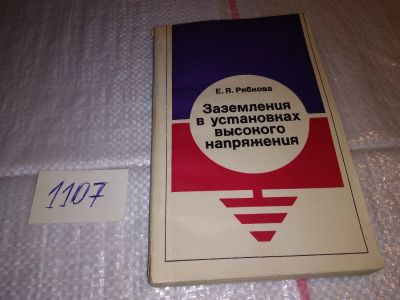 Е. Я. Рябкова
Заземления
в установках
высокого
напряжения
1107